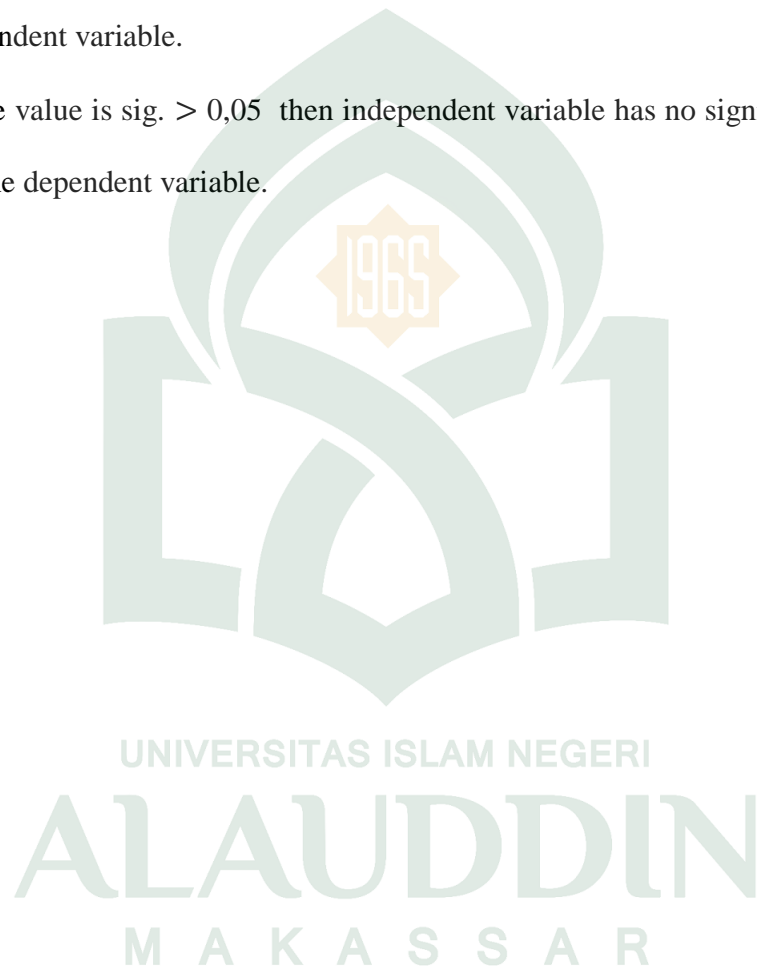 ndent variable.
e value is sig. > 0,05 then independent variable has no sign
e dependent variable.
1965
UNIVERSITAS ISLAM NEGERI
ALAUDDIN
MAKASSAR